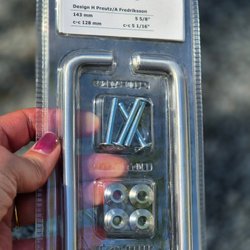 Design H Preutz/A Fredriksson
143 mm 5 5/8"
c-c 128 mm c-c 5 1/16"